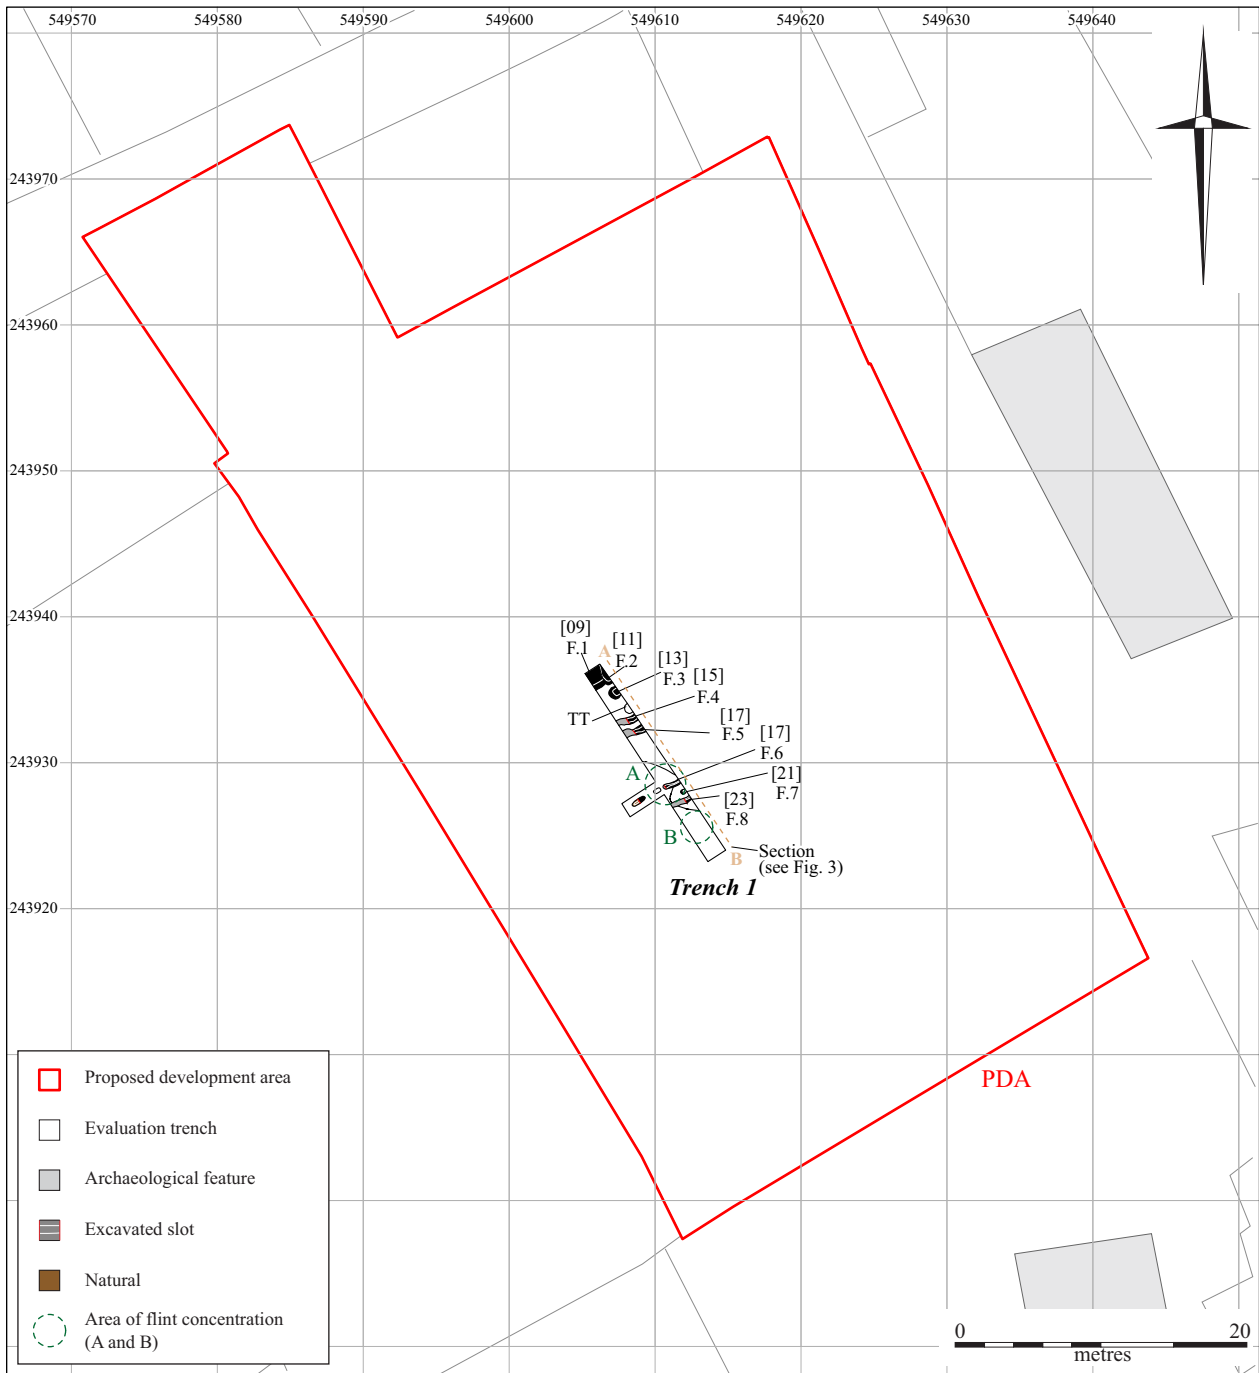 549570 549580 549590 549600 549610 549620 549630 549640
243970
243960
243950
243940
243930
243920
[09]
F.1
[11]
F.2
A
[13]
F.3
[15]
F.4
TT
[17]
F.5
[17]
F.6
A
[21]
F.7
[23]
F.8
B
B
Section
(see Fig. 3)
Trench 1
PDA
Proposed development area
Evaluation trench
Archaeological feature
Excavated slot
Natural
Area of flint concentration
(A and B)
0 20
metres